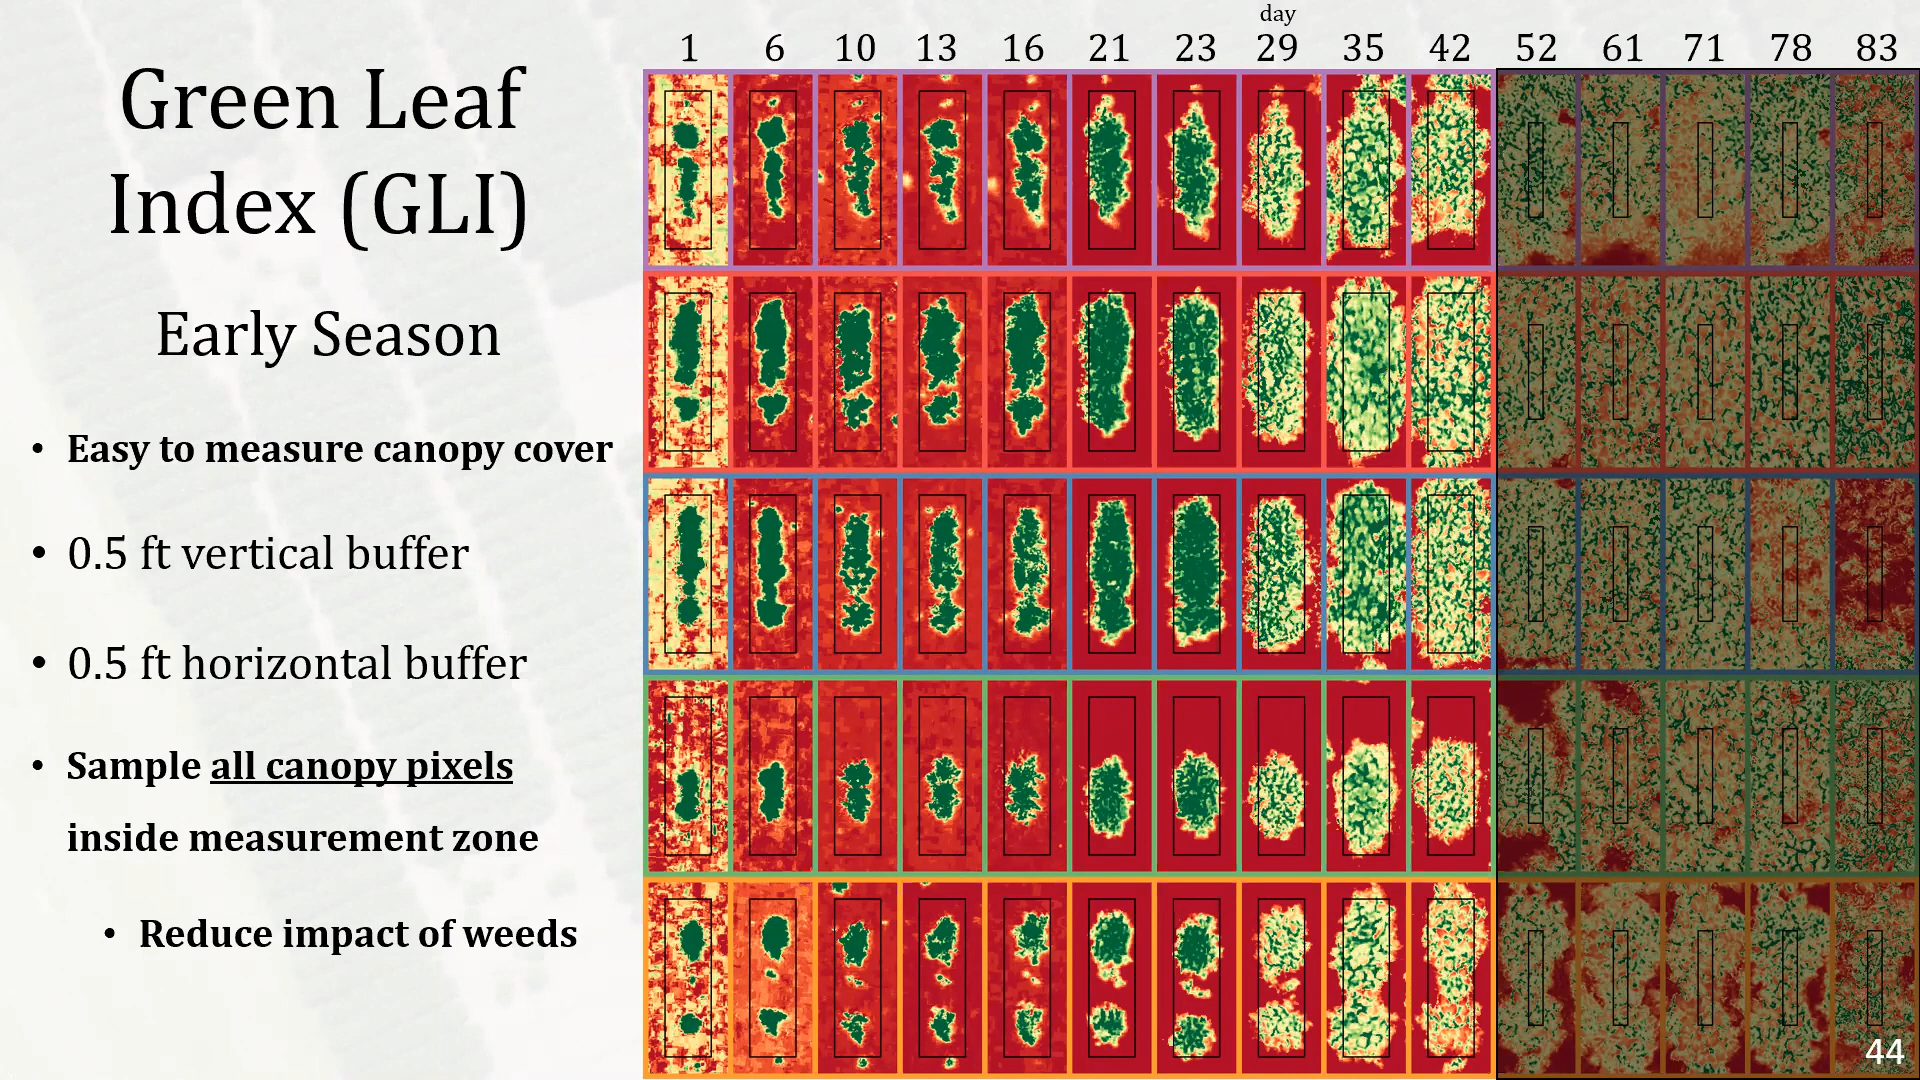 Green Leaf
Index (GLI)
Early Season
• Easy to measure canopy cover
• 0.5 ft vertical buffer
• 0.5 ft horizontal buffer
• Sample all canopy pixels
inside measurement zone
• Reduce impact of weeds
day
1 6 10 13 16 21 23 29 35 42 52 61 71 78 83
44